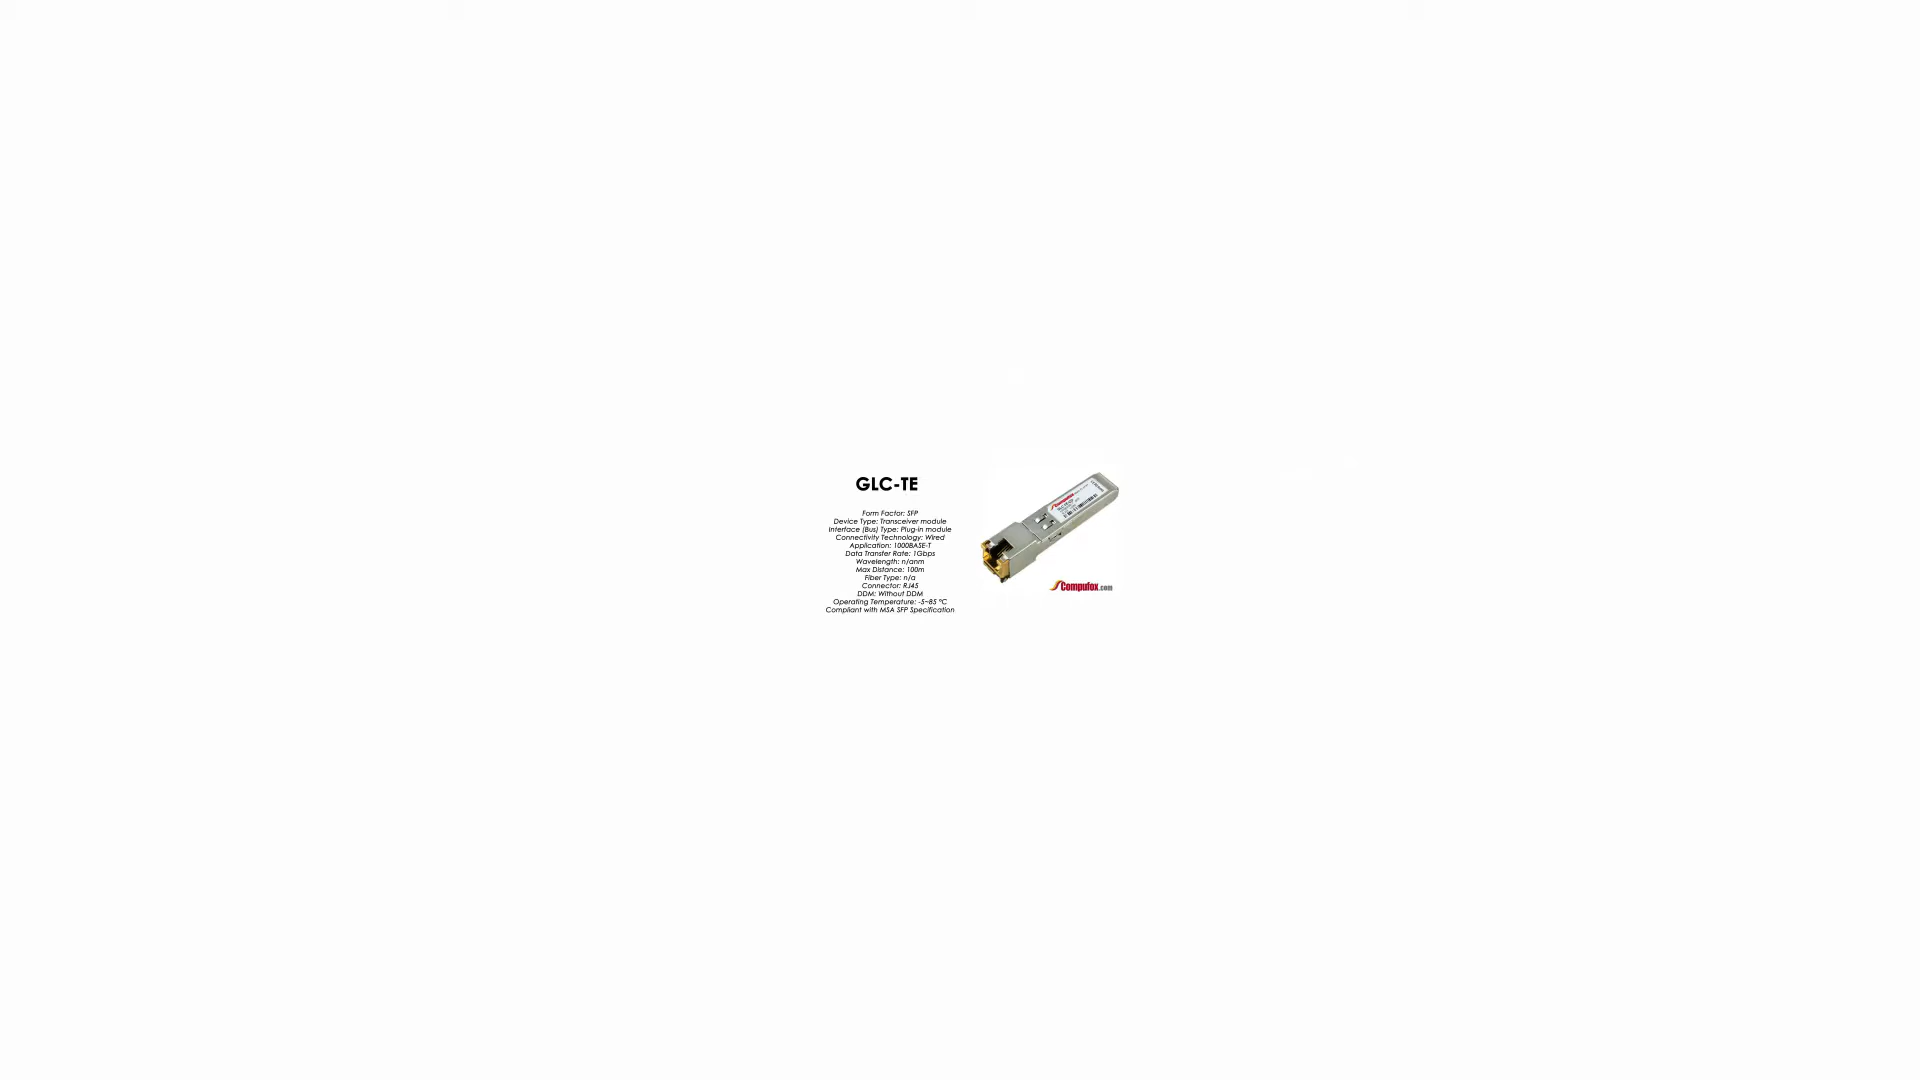 GLC-TE
Form Factor: SFP
Device Type: Transceiver module
Interface (Bus) Type: Plug-in module
Connectivity Technology: Wired
Application: 1000BASE-T
Data Transfer Rate: 1Gbps
Wavelength: n/anm
Max Distance: 100m
Fiber Type: n/a
Connector: RJ45
DDM: Without DDM
Operating Temperature: -5~85 °C
Compliant with MSA SFP Specification
Compufox
Compufox.com